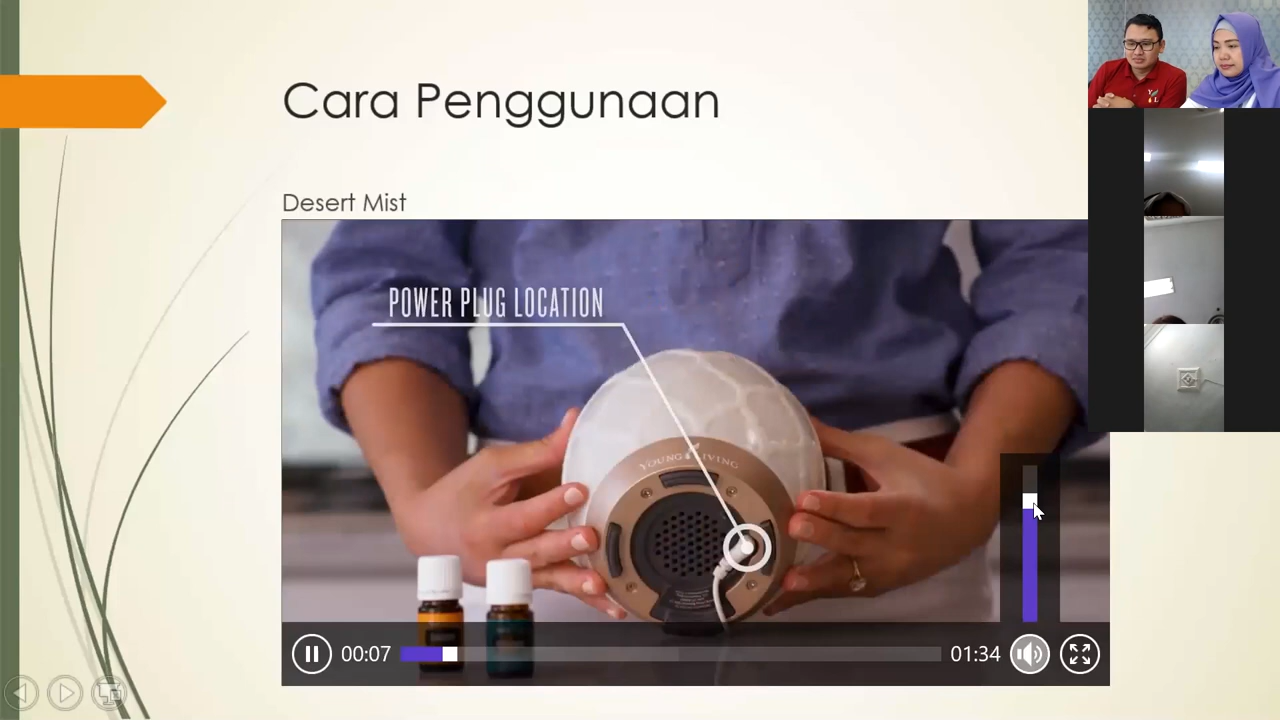 Cara Penggunaan
Desert Mist
POWER PLUG LOCATION
YOUNG LIVING
00:07
01:34